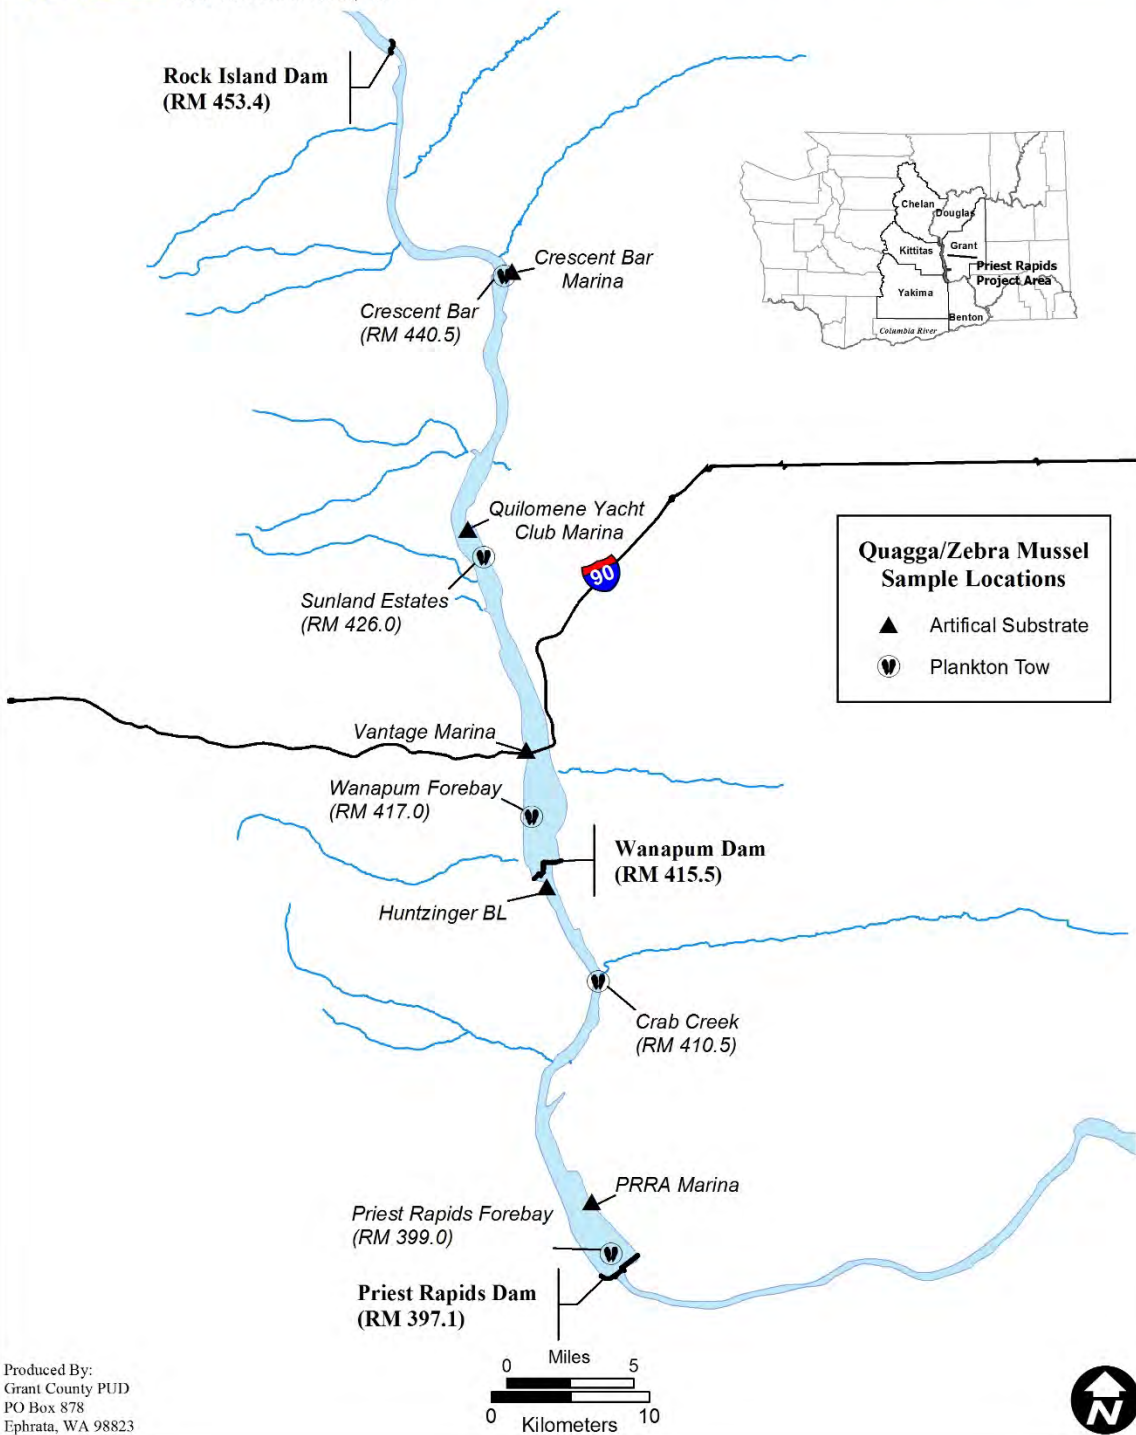 Rock Island Dam
(RM 453.4)
Chelan
Douglas
Kittitas
Grant
Priest Rapids
Project Area
Yakima
Benton
Columbia River
Crescent Bar
Marina
Crescent Bar
(RM 440.5)
Quilomene Yacht
Club Marina
Sunland Estates
(RM 426.0)
90
Quagga/Zebra Mussel
Sample Locations
Artifical Substrate
Plankton Tow
Vantage Marina
Wanapum Forebay
(RM 417.0)
Wanapum Dam
(RM 415.5)
Huntzinger BL
Crab Creek
(RM 410.5)
PRRA Marina
Priest Rapids Forebay
(RM 399.0)
Priest Rapids Dam
(RM 397.1)
Miles
0 5
0 10
Kilometers
Produced By:
Grant County PUD
PO Box 878
Ephrata, WA 98823
N